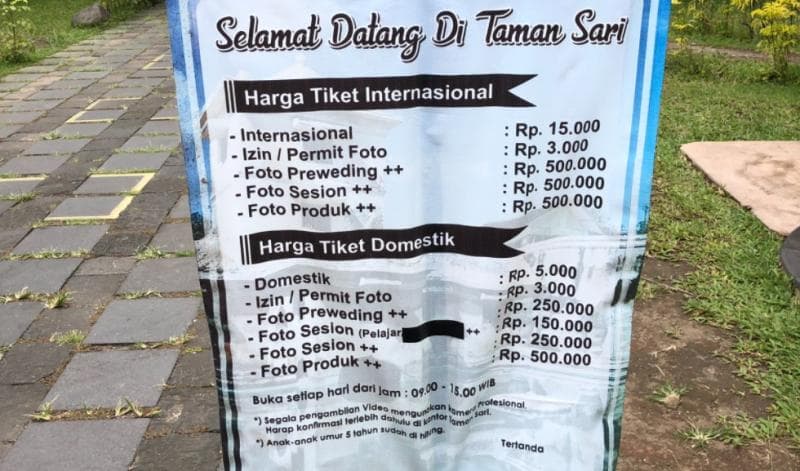 Selamat Datang Di Taman Sari
Harga Tiket Internasional
- Internasional : Rp. 15.000
- Izin / Permit Foto : Rp. 3.000
- Foto Preweding ++ : Rp. 500.000
- Foto Sesion ++ : Rp. 500.000
- Foto Produk ++ : Rp. 500.000
Harga Tiket Domestik
- Domestik : Rp. 5.000
- Izin / Permit Foto : Rp. 3.000
- Foto Preweding ++ : Rp. 250.000
- Foto Sesion (Pelajar ++ : Rp. 150.000
- Foto Sesion ++ : Rp. 250.000
- Foto Produk ++ : Rp. 500.000
Buka setiap hari dari jam : 09.00 - 15.00 WIB
*) Segala pengambilan Video mengunakan kamera Profesional.
Harap konfirmasi terlebih dahulu di kantor Taman Sari.
*) Anak-anak umur 5 tahun sudah di hitung.
Tertanda